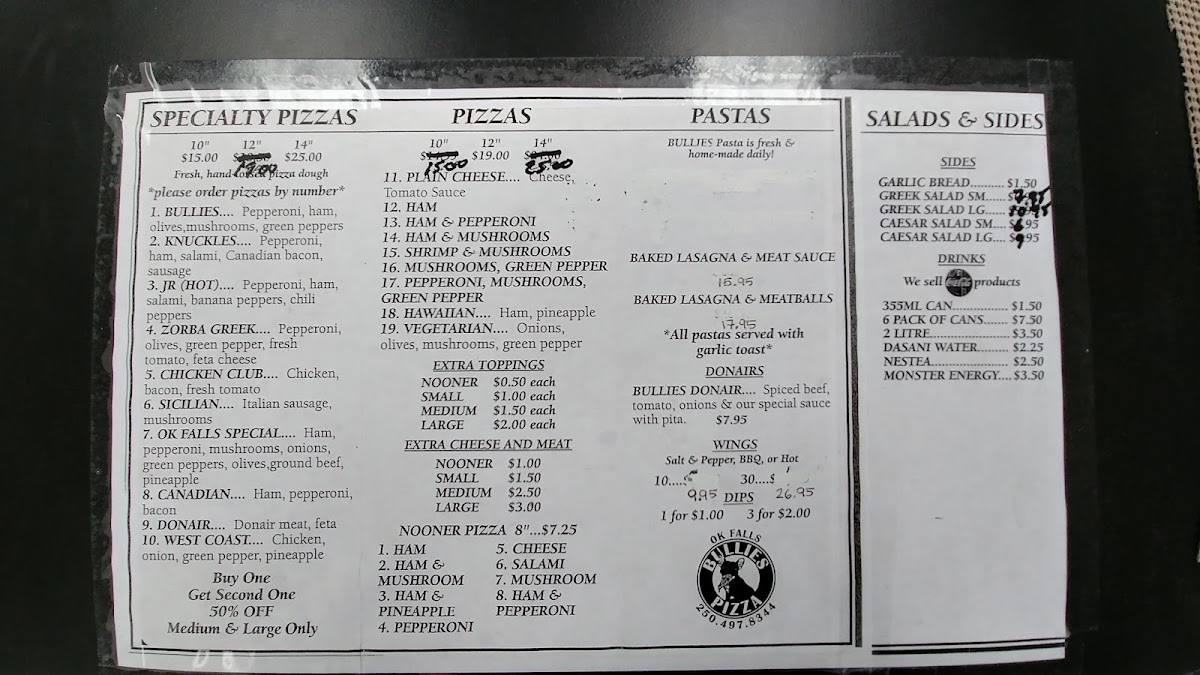 SPECIALTY PIZZAS
10" 12" 14"
$15.00 19.00 $25.00
Fresh, hand-tossed pizza dough
*please order pizzas by number*
1. BULLIES.... Pepperoni, ham,
olives,mushrooms, green peppers
2. KNUCKLES.... Pepperoni,
ham, salami, Canadian bacon,
sausage
3. JR (HOT).... Pepperoni, ham,
salami, banana peppers, chili
peppers
4. ZORBA GREEK.... Pepperoni,
olives, green pepper, fresh
tomato, feta cheese
5. CHICKEN CLUB.... Chicken,
bacon, fresh tomato
6. SICILIAN.... Italian sausage,
mushrooms
7. OK FALLS SPECIAL.... Ham,
pepperoni, mushrooms, onions,
green peppers, olives,ground beef,
pineapple
8. CANADIAN.... Ham, pepperoni,
bacon
9. DONAIR.... Donair meat, feta
10. WEST COAST.... Chicken,
onion, green pepper, pineapple
Buy One
Get Second One
50% OFF
Medium & Large Only
PIZZAS
10" 12" 14"
15.00 $19.00 25.00
11. PLAIN CHEESE.... Cheese,
Tomato Sauce
12. HAM
13. HAM & PEPPERONI
14. HAM & MUSHROOMS
15. SHRIMP & MUSHROOMS
16. MUSHROOMS, GREEN PEPPER
17. PEPPERONI, MUSHROOMS,
GREEN PEPPER
18. HAWAIIAN.... Ham, pineapple
19. VEGETARIAN.... Onions,
olives, mushrooms, green pepper
EXTRA TOPPINGS
NOONER $0.50 each
SMALL $1.00 each
MEDIUM $1.50 each
LARGE $2.00 each
EXTRA CHEESE AND MEAT
NOONER $1.00
SMALL $1.50
MEDIUM $2.50
LARGE $3.00
NOONER PIZZA 8"...$7.25
1. HAM
2. HAM &
MUSHROOM
3. HAM &
PINEAPPLE
4. PEPPERONI
5. CHEESE
6. SALAMI
7. MUSHROOM
8. HAM &
PEPPERONI
PASTAS
BULLIES Pasta is fresh &
home-made daily!
BAKED LASAGNA & MEAT SAUCE
15.95
BAKED LASAGNA & MEATBALLS
17.95
*All pastas served with
garlic toast*
DONAIRS
BULLIES DONAIR.... Spiced beef,
tomato, onions & our special sauce
with pita. $7.95
WINGS
Salt & Pepper, BBQ, or Hot
10....$ 30....$
9.95 26.95
DIPS
1 for $1.00 3 for $2.00
OK FALLS
BULLIES
PIZZA
250.497.8344
SALADS & SIDES
SIDES
GARLIC BREAD.......... $1.50
GREEK SALAD SM..... $7.95
GREEK SALAD LG...... 10.95
CAESAR SALAD SM.... $6.95
CAESAR SALAD LG.... $9.95
DRINKS
We sell Coca-Cola products
355ML CAN.............. $1.50
6 PACK OF CANS....... $7.50
2 LITRE....................... $3.50
DASANI WATER.......... $2.25
NESTEA....................... $2.50
MONSTER ENERGY.... $3.50